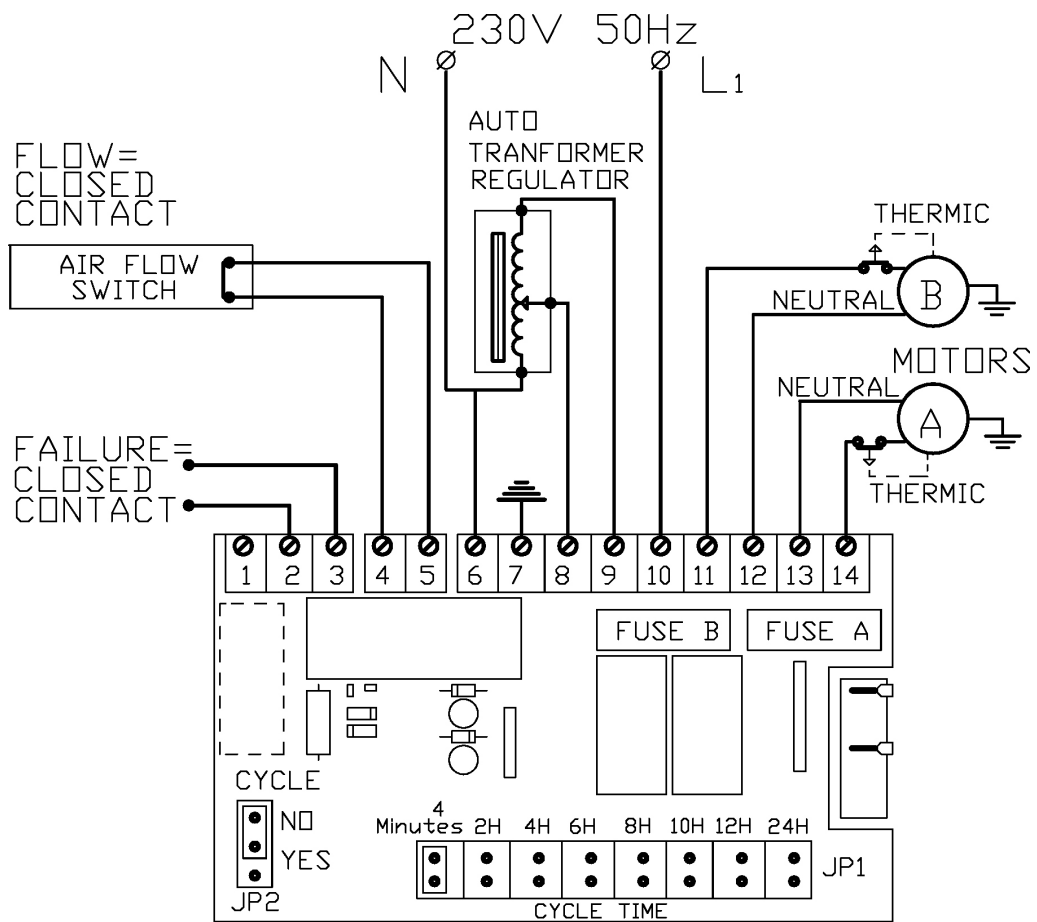 230V 50Hz
N
L1
AUTO
TRANFORMER
REGULATOR
FLOW=
CLOSED
CONTACT
AIR FLOW
SWITCH
THERMIC
B
NEUTRAL
MOTORS
NEUTRAL
A
THERMIC
FAILURE=
CLOSED
CONTACT
1 2 3 4 5 6 7 8 9 10 11 12 13 14
FUSE B
FUSE A
CYCLE
NO
YES
JP2
4
Minutes 2H 4H 6H 8H 10H 12H 24H
JP1
CYCLE TIME